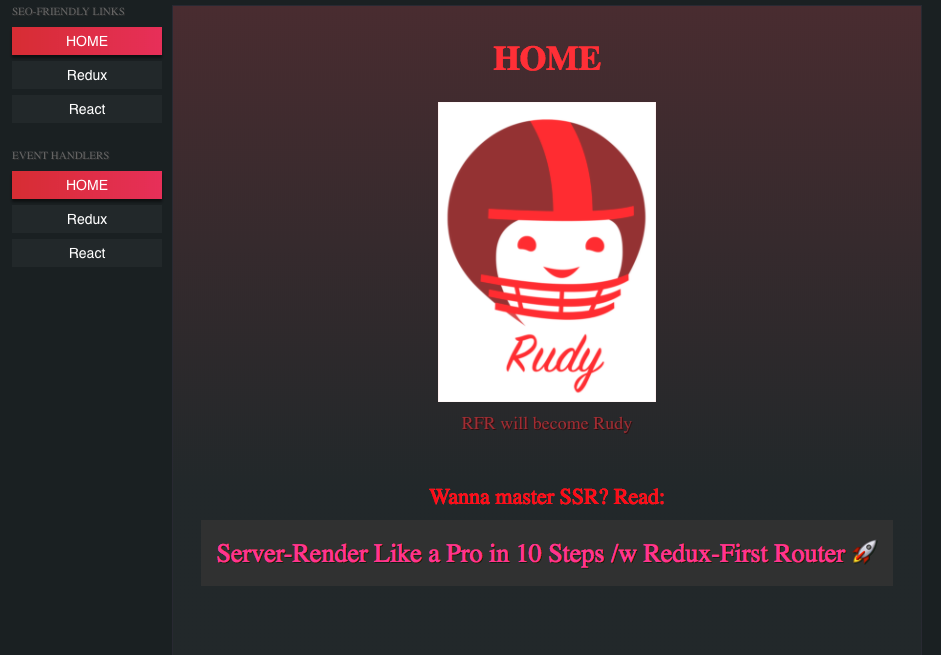 SEO-FRIENDLY LINKS
HOME
Redux
React
EVENT HANDLERS
HOME
Redux
React
HOME
Rudy
RFR will become Rudy
Wanna master SSR? Read:
Server-Render Like a Pro in 10 Steps /w Redux-First Router 🚀